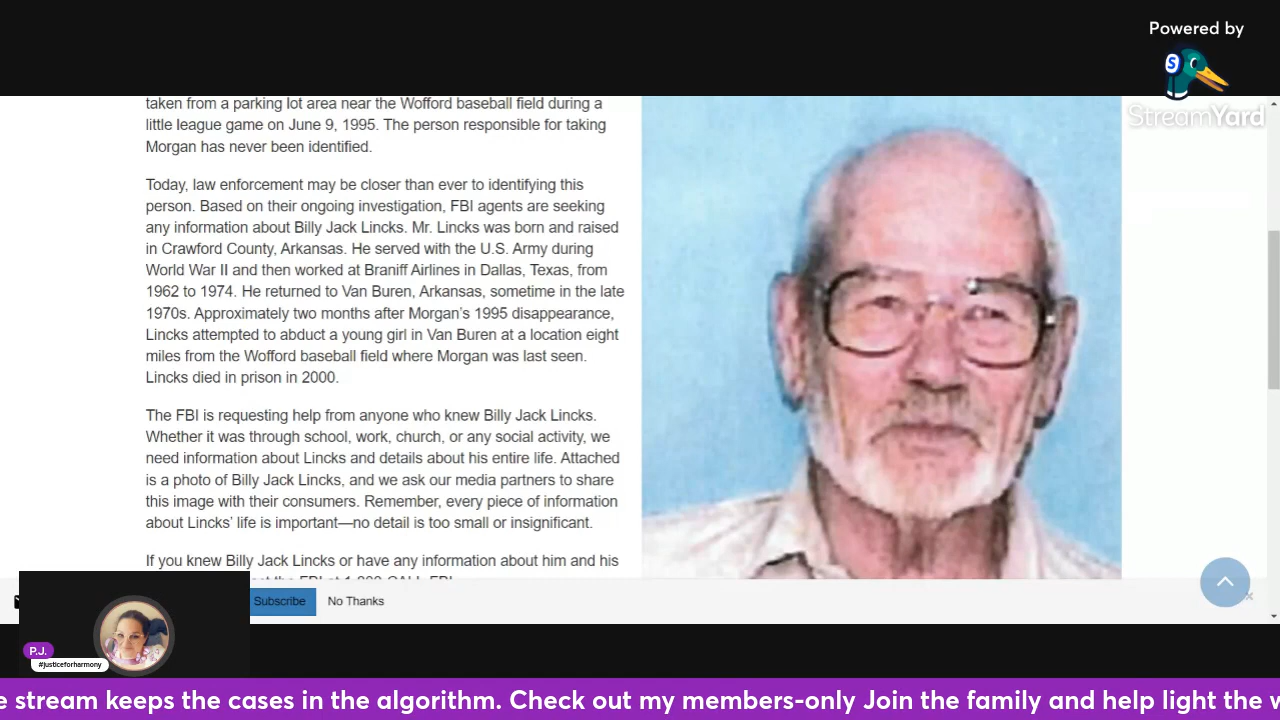 Powered by
S
StreamYard
taken from a parking lot area near the Wofford baseball field during a
little league game on June 9, 1995. The person responsible for taking
Morgan has never been identified.
Today, law enforcement may be closer than ever to identifying this
person. Based on their ongoing investigation, FBI agents are seeking
any information about Billy Jack Lincks. Mr. Lincks was born and raised
in Crawford County, Arkansas. He served with the U.S. Army during
World War II and then worked at Braniff Airlines in Dallas, Texas, from
1962 to 1974. He returned to Van Buren, Arkansas, sometime in the late
1970s. Approximately two months after Morgan's 1995 disappearance,
Lincks attempted to abduct a young girl in Van Buren at a location eight
miles from the Wofford baseball field where Morgan was last seen.
Lincks died in prison in 2000.
The FBI is requesting help from anyone who knew Billy Jack Lincks.
Whether it was through school, work, church, or any social activity, we
need information about Lincks and details about his entire life. Attached
is a photo of Billy Jack Lincks, and we ask our media partners to share
this image with their consumers. Remember, every piece of information
about Lincks' life is important—no detail is too small or insignificant.
If you knew Billy Jack Lincks or have any information about him and his
Subscribe No Thanks
P.J.
#justiceforharmony
stream keeps the cases in the algorithm. Check out my members-only Join the family and help light the